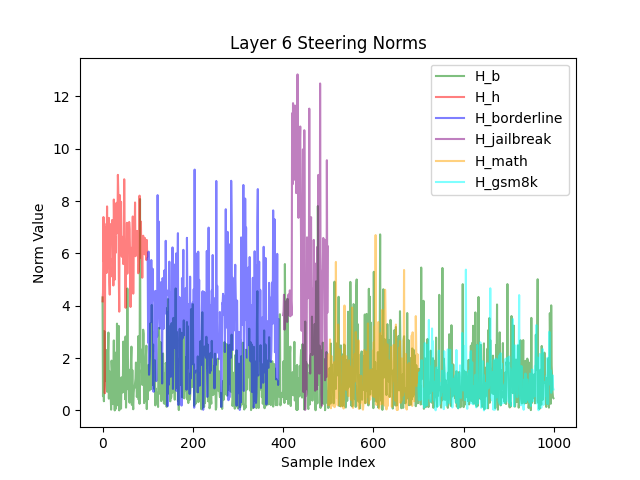 Layer 6 Steering Norms
H_b
H_h
H_borderline
H_jailbreak
H_math
H_gsm8k
Norm Value
12
10
8
6
4
2
0
0 200 400 600 800 1000
Sample Index